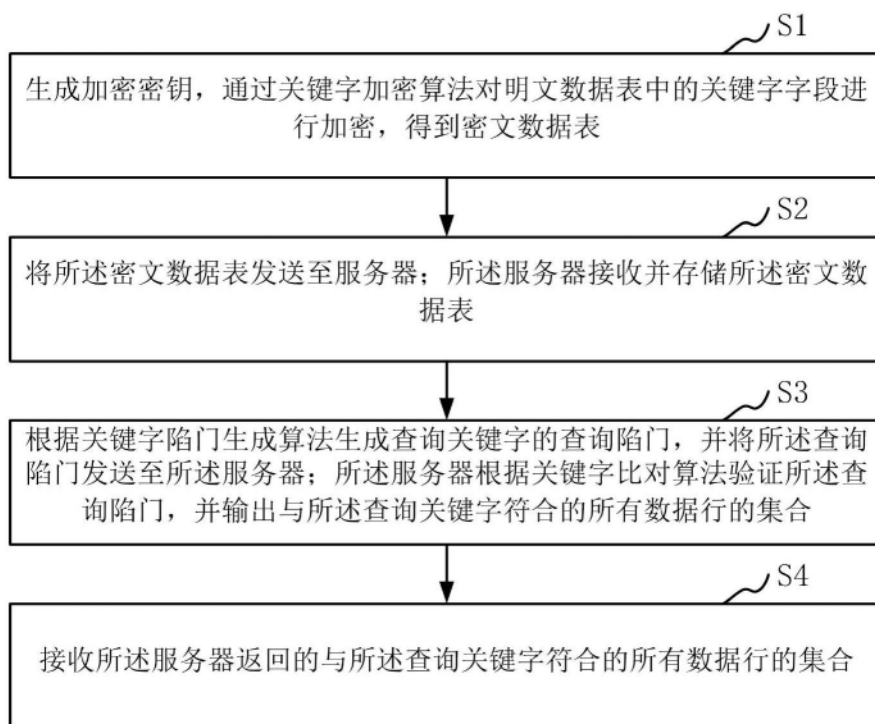 S1
生成加密密钥，通过关键字加密算法对明文数据表中的关键字字段进
行加密，得到密文数据表
S2
将所述密文数据表发送至服务器；所述服务器接收并存储所述密文数
据表
S3
根据关键字陷门生成算法生成查询关键字的查询陷门，并将所述查询
陷门发送至所述服务器；所述服务器根据关键字比对算法验证所述查
询陷门，并输出与所述查询关键字符合的所有数据行的集合
S4
接收所述服务器返回的与所述查询关键字符合的所有数据行的集合